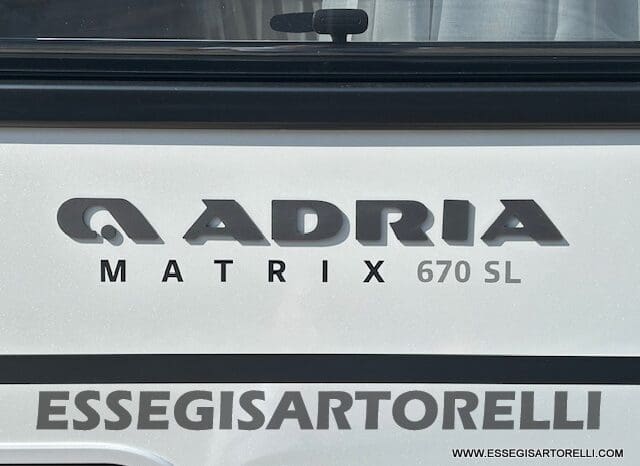 ADRIA
MATRIX 670 SL
ESSEGISARTORELLI
WWW.ESSEGISARTORELLI.COM